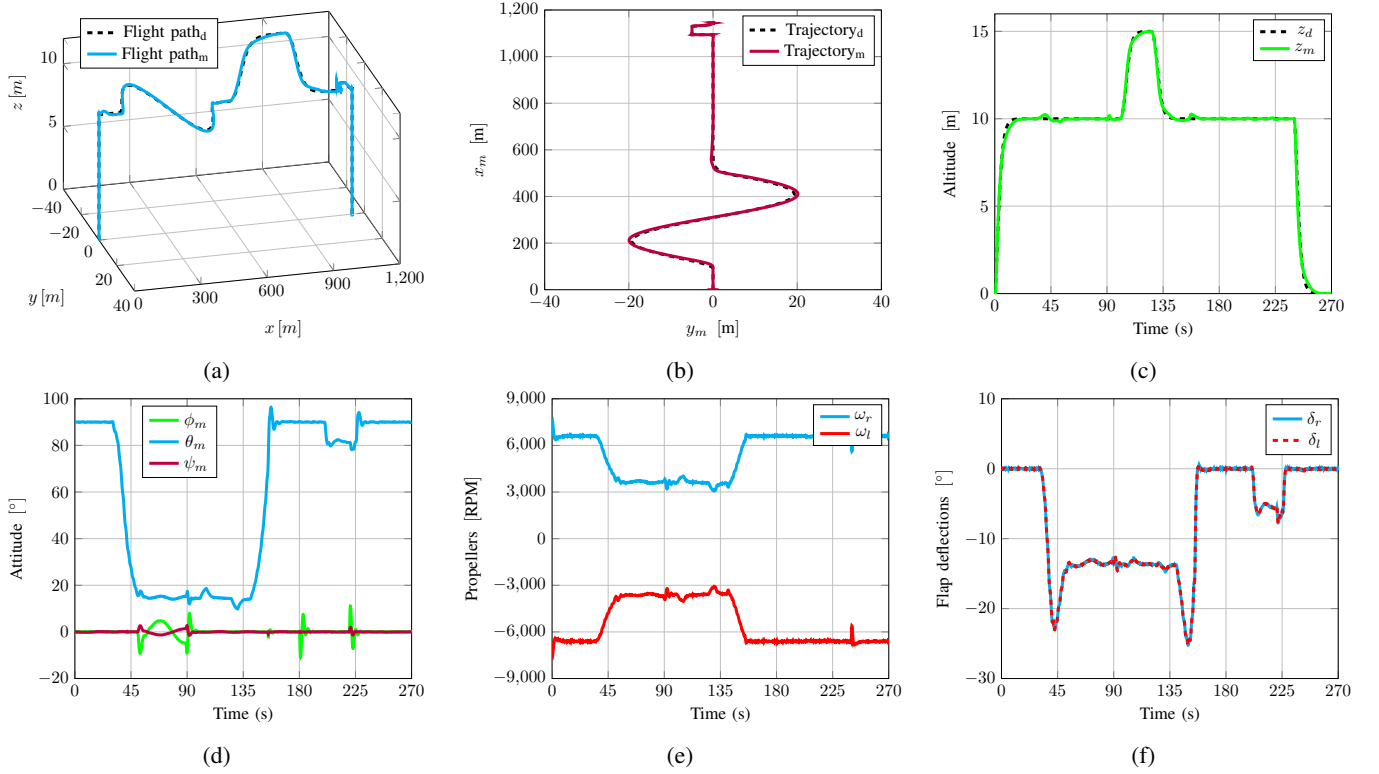 Flight path_d
Flight path_m
10
5
0
z [m]
−40
−20
0
20
40
y [m]
0
300
600
900
1,200
x [m]
(a)
Trajectory_d
Trajectory_m
1,200
1,000
800
600
400
200
0
x_m [m]
−40
−20
0
20
40
y_m [m]
(b)
z_d
z_m
15
10
5
0
Altitude [m]
0
45
90
135
180
225
270
Time (s)
(c)
ϕ_m
θ_m
ψ_m
100
80
60
40
20
0
−20
Attitude [°]
0
45
90
135
180
225
270
Time (s)
(d)
ω_r
ω_l
9,000
6,000
3,000
0
−3,000
−6,000
−9,000
Propellers [RPM]
0
45
90
135
180
225
270
Time (s)
(e)
δ_r
δ_l
10
0
−10
−20
−30
Flap deflections [°]
0
45
90
135
180
225
270
Time (s)
(f)